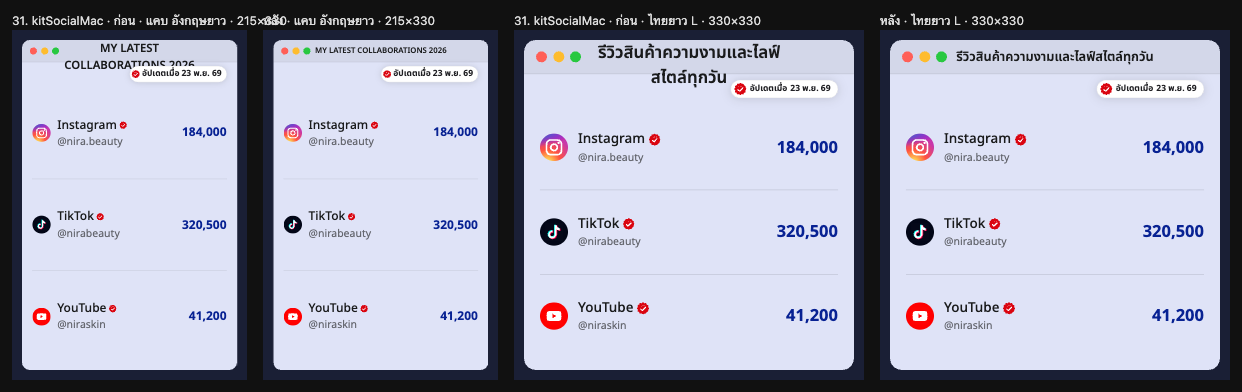 31. kitSocialMac · ก่อน · แคบ อังกฤษยาว · 215×330
MY LATEST
COLLABORATIONS 2026
อัปเดตเมื่อ 23 พ.ย. 69
Instagram
@nira.beauty
184,000
TikTok
@nirabeauty
320,500
YouTube
@niraskin
41,200
หลัง · แคบ อังกฤษยาว · 215×330
MY LATEST COLLABORATIONS 2026
อัปเดตเมื่อ 23 พ.ย. 69
Instagram
@nira.beauty
184,000
TikTok
@nirabeauty
320,500
YouTube
@niraskin
41,200
31. kitSocialMac · ก่อน · ไทยยาว L · 330×330
รีวิวสินค้าความงามและไลฟ์
สไตล์ทุกวัน
อัปเดตเมื่อ 23 พ.ย. 69
Instagram
@nira.beauty
184,000
TikTok
@nirabeauty
320,500
YouTube
@niraskin
41,200
หลัง · ไทยยาว L · 330×330
รีวิวสินค้าความงามและไลฟ์สไตล์ทุกวัน
อัปเดตเมื่อ 23 พ.ย. 69
Instagram
@nira.beauty
184,000
TikTok
@nirabeauty
320,500
YouTube
@niraskin
41,200